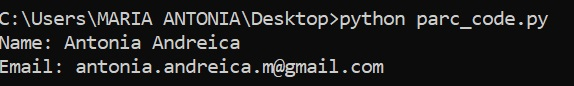 C:\Users\MARIA ANTONIA\Desktop>python parc_code.py
Name: Antonia Andreica
Email: antonia.andreica.m@gmail.com